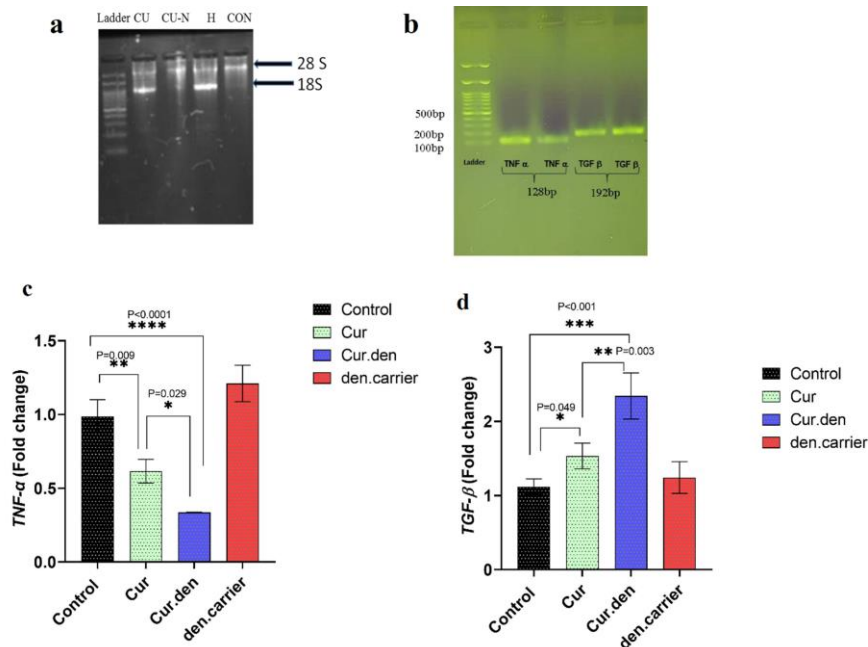 a
Ladder CU CU-N H CON
28 S
18S
b
500bp
200bp
100bp
Ladder
TNF α. TNF α. TGF β TGF β
128bp 192bp
c
P<0.0001
****
P=0.009
**
P=0.029
*
TNF-α (Fold change)
1.5
1.0
0.5
0.0
Control
Cur
Cur.den
den.carrier
Control
Cur
Cur.den
den.carrier
d
P<0.001
***
** P=0.003
P=0.049
*
TGF-β (Fold change)
3
2
1
0
Control
Cur
Cur.den
den.carrier
Control
Cur
Cur.den
den.carrier